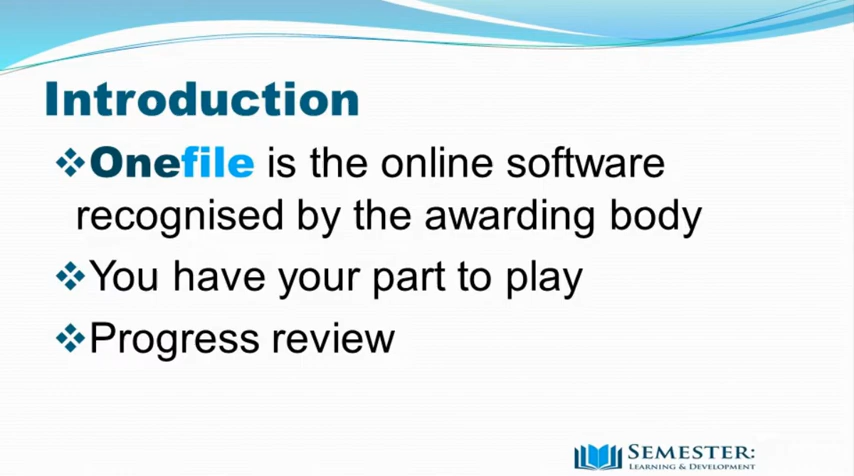 Introduction
Onefile is the online software
recognised by the awarding body
You have your part to play
Progress review
SEMESTER:
LEARNING & DEVELOPMENT